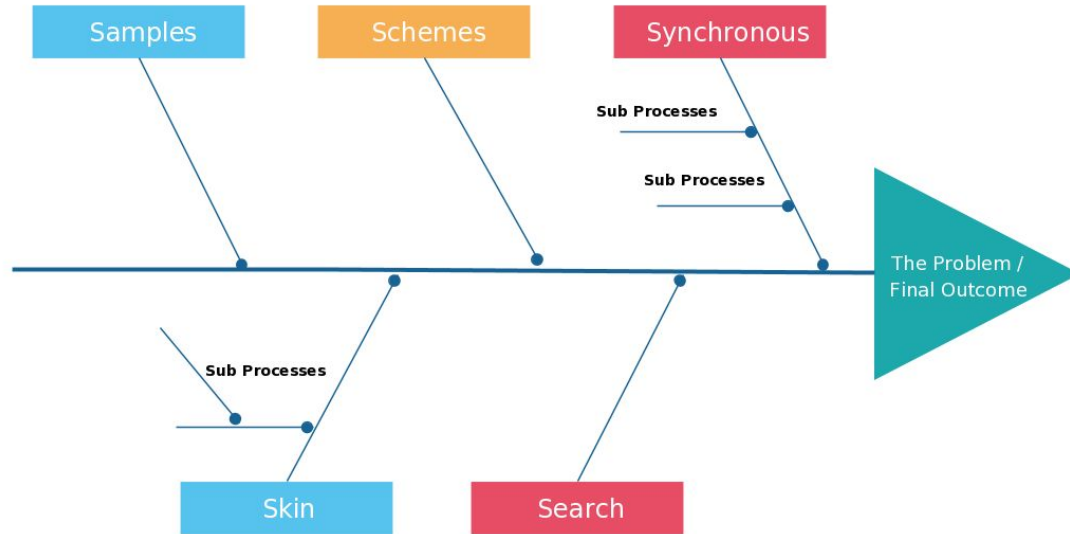 Samples
Schemes
Synchronous
Sub Processes
Sub Processes
The Problem /
Final Outcome
Sub Processes
Skin
Search